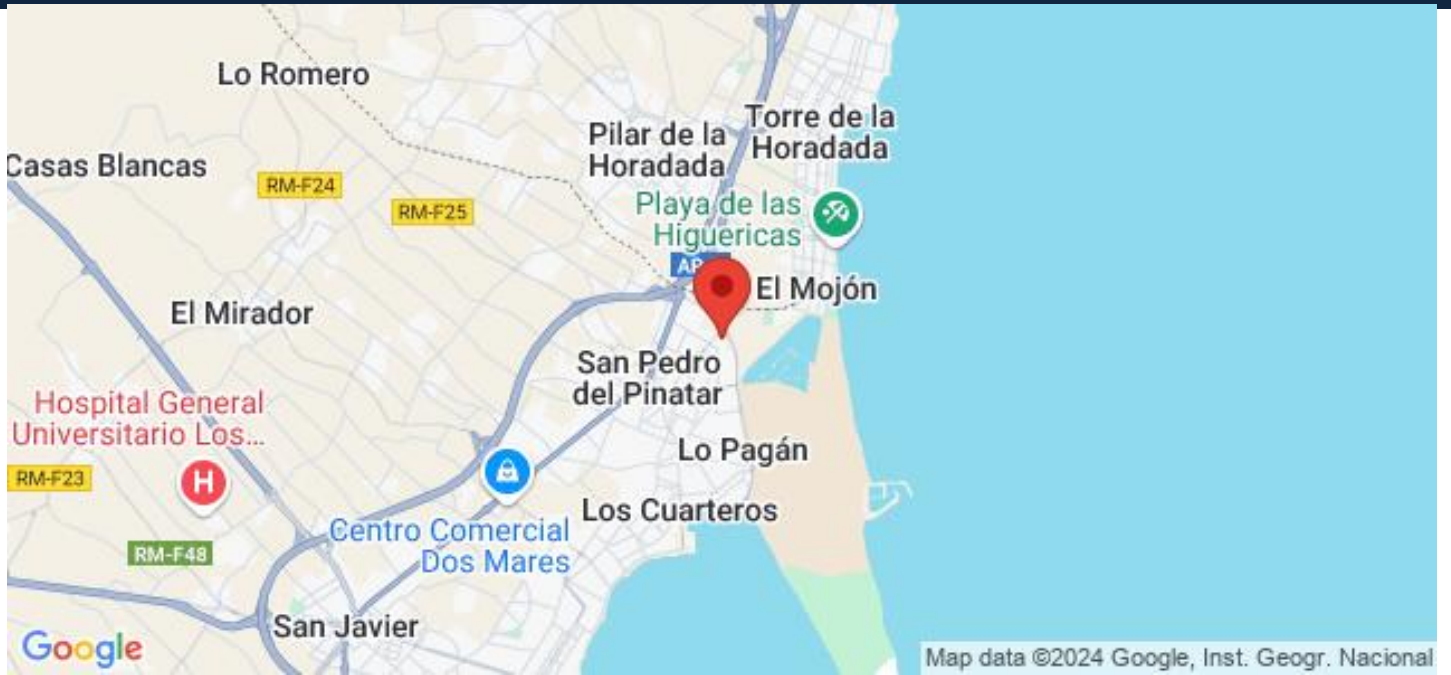 Lo Romero
Torre de la
Horadada
Pilar de la
Horadada
Casas Blancas
RM-F24
RM-F25
Playa de las
Higuericas
El Mojón
El Mirador
San Pedro
del Pinatar
Hospital General
Universitario Los...
H
RM-F23
Lo Pagán
Los Cuarteros
Centro Comercial
Dos Mares
RM-F48
San Javier
Google
Map data ©2024 Google, Inst. Geogr. Nacional